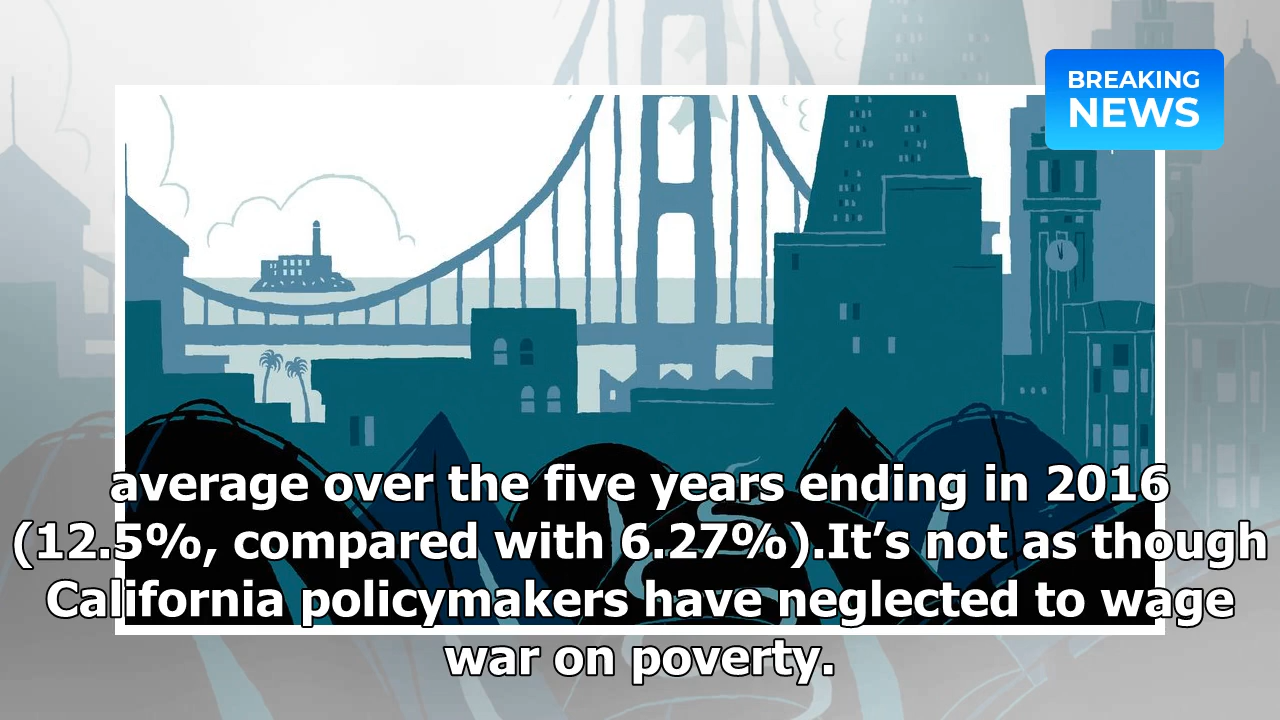 BREAKING
NEWS
average over the five years ending in 2016
(12.5%, compared with 6.27%).It’s not as though
California policymakers have neglected to wage
war on poverty.